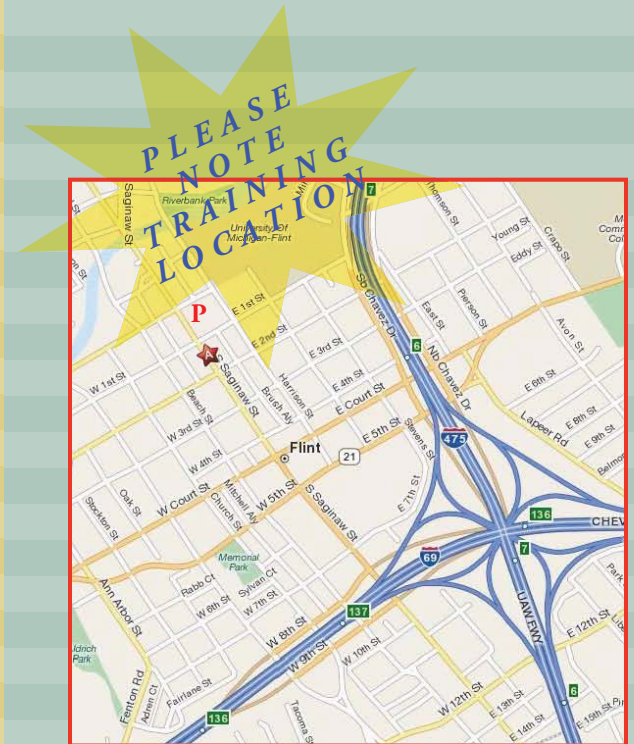 PLEASE
NOTE
TRAINING
LOCATION
7
Saginaw St
Riverbank Park
University Of
Michigan-Flint
Thomson St
Young St
Eddy St
Crapo St
E 1st St
Sb Chavez Dr
Pierson St
P
East St
Avon St
A
E 2nd St
E 3rd St
6
Nb Chavez Dr
W 1st St
S Saginaw St
Harrison St
E 4th St
E 6th St
Brush Aly
E Court St
Beach St
Lapeer Rd
E 8th St
W 3rd St
E 5th St
Stevens St
E 9th St
475
Flint
21
W 4th St
E 7th St
W Court St
Mitchell Aly
W 5th St
S Saginaw St
Oak St
Church St
Stockton St
136
CHEV
7
Memorial
Park
69
Rabb Ct
Sylvan Ct
Ann Arbor St
W 6th St
W 7th St
137
UAW FWY
W 8th St
E 12th St
W 9th St
W 10th St
Fenton Rd
Adren Ct
Fairlane St
W 12th St
6
E 13th St
E 14th St
E 15th St
136
Tacoma St